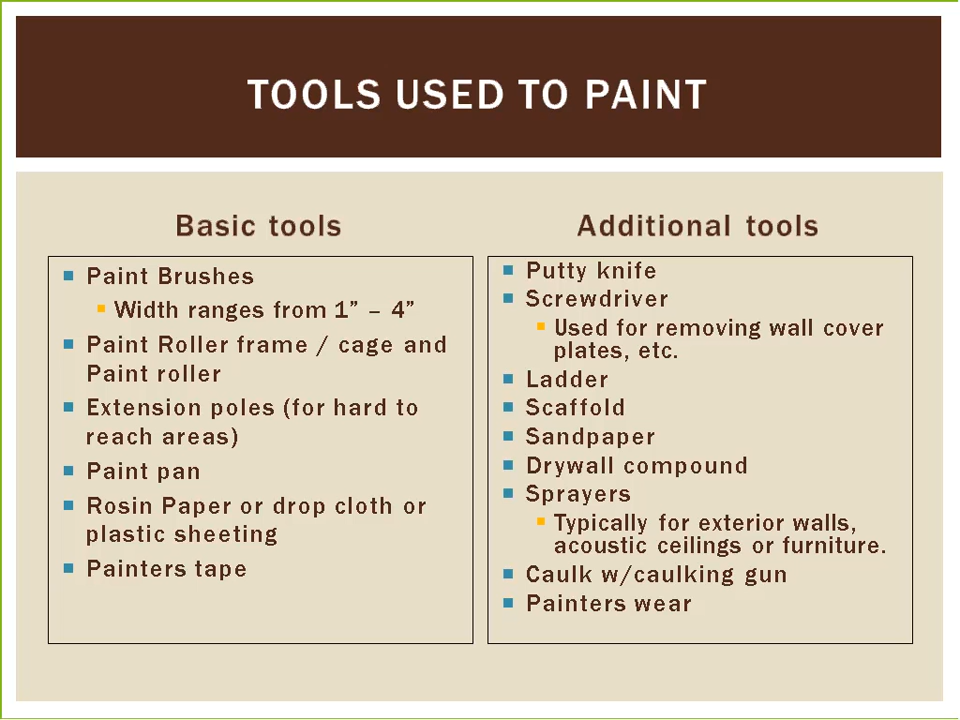 TOOLS USED TO PAINT
Basic tools
Paint Brushes
Width ranges from 1” – 4”
Paint Roller frame / cage and
Paint roller
Extension poles (for hard to
reach areas)
Paint pan
Rosin Paper or drop cloth or
plastic sheeting
Painters tape
Additional tools
Putty knife
Screwdriver
Used for removing wall cover
plates, etc.
Ladder
Scaffold
Sandpaper
Drywall compound
Sprayers
Typically for exterior walls,
acoustic ceilings or furniture.
Caulk w/caulking gun
Painters wear